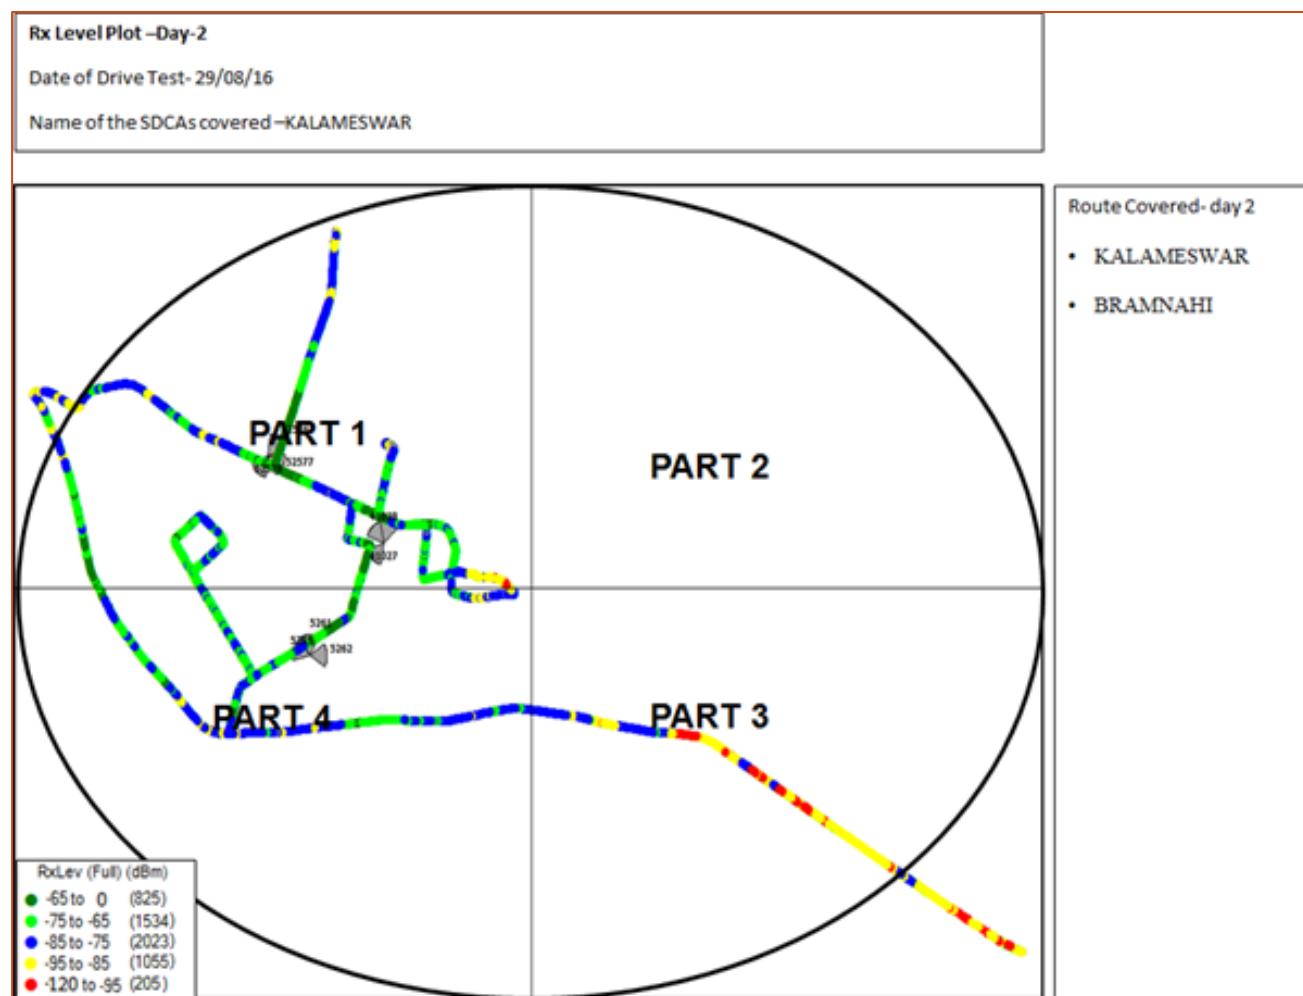 Rx Level Plot –Day-2
Date of Drive Test- 29/08/16
Name of the SDCAs covered –KALAMESWAR
Route Covered- day 2
• KALAMESWAR
• BRAMNAHI
PART 1
52577
PART 2
5262
PART 4
PART 3
RxLev (Full) (dBm)
-65 to 0 (825)
-75 to -65 (1534)
-85 to -75 (2023)
-95 to -85 (1055)
-120 to -95 (205)